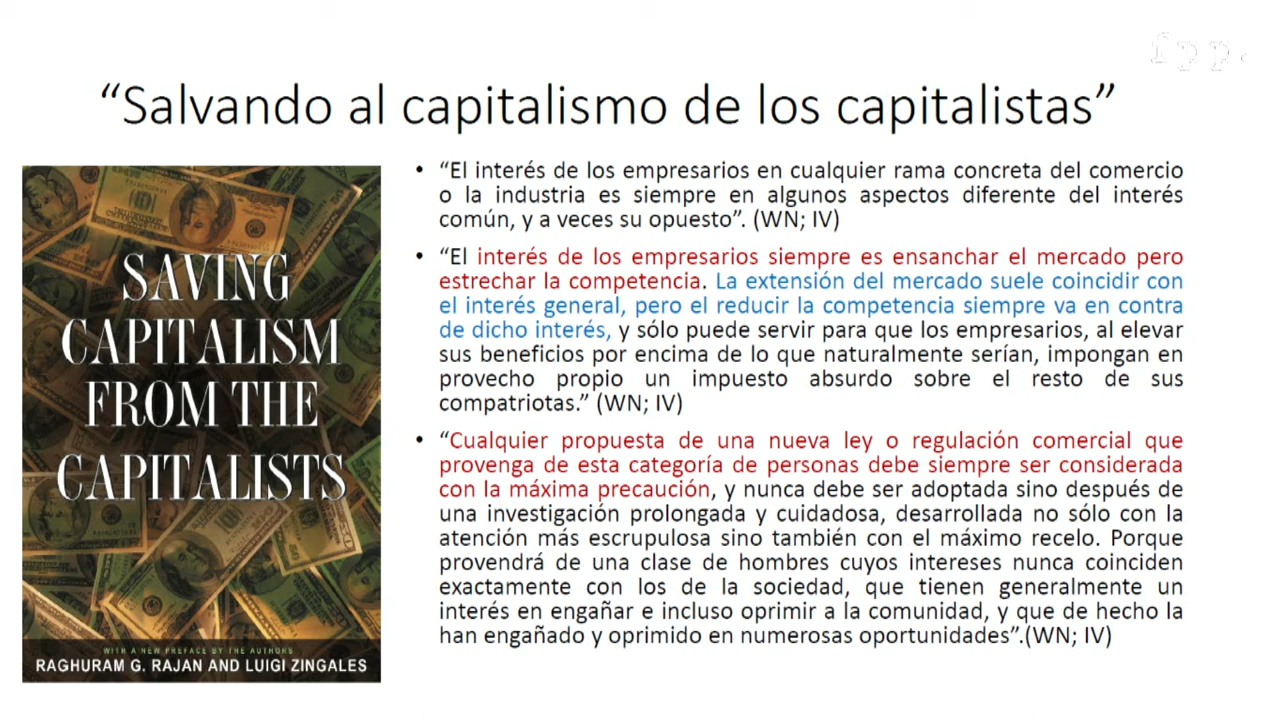 fpp.
“Salvando al capitalismo de los capitalistas”
SAVING
CAPITALISM
FROM THE
CAPITALISTS
WITH A NEW PREFACE BY THE AUTHORS
RAGHURAM G. RAJAN AND LUIGI ZINGALES
• “El interés de los empresarios en cualquier rama concreta del comercio
o la industria es siempre en algunos aspectos diferente del interés
común, y a veces su opuesto”. (WN; IV)
• “El interés de los empresarios siempre es ensanchar el mercado pero
estrechar la competencia. La extensión del mercado suele coincidir con
el interés general, pero el reducir la competencia siempre va en contra
de dicho interés, y sólo puede servir para que los empresarios, al elevar
sus beneficios por encima de lo que naturalmente serían, impongan en
provecho propio un impuesto absurdo sobre el resto de sus
compatriotas.” (WN; IV)
• “Cualquier propuesta de una nueva ley o regulación comercial que
provenga de esta categoría de personas debe siempre ser considerada
con la máxima precaución, y nunca debe ser adoptada sino después de
una investigación prolongada y cuidadosa, desarrollada no sólo con la
atención más escrupulosa sino también con el máximo recelo. Porque
provendrá de una clase de hombres cuyos intereses nunca coinciden
exactamente con los de la sociedad, que tienen generalmente un
interés en engañar e incluso oprimir a la comunidad, y que de hecho la
han engañado y oprimido en numerosas oportunidades”.(WN; IV)